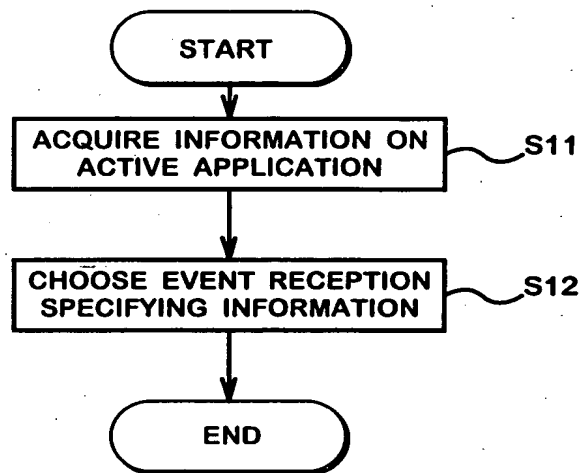 START
ACQUIRE INFORMATION ON
ACTIVE APPLICATION
S11
CHOOSE EVENT RECEPTION
SPECIFYING INFORMATION
S12
END